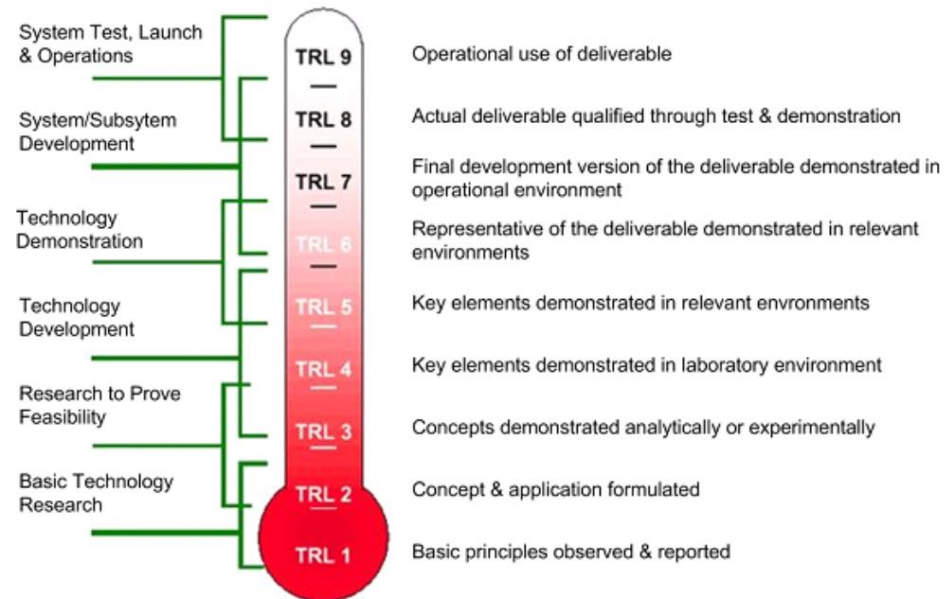 System Test, Launch
& Operations
TRL 9
Operational use of deliverable
System/Subsytem
Development
TRL 8
Actual deliverable qualified through test & demonstration
TRL 7
Final development version of the deliverable demonstrated in
operational environment
Technology
Demonstration
TRL 6
Representative of the deliverable demonstrated in relevant
environments
Technology
Development
TRL 5
Key elements demonstrated in relevant envronments
TRL 4
Key elements demonstrated in laboratory environment
Research to Prove
Feasibility
TRL 3
Concepts demonstrated analytically or experimentally
Basic Technology
Research
TRL 2
Concept & application formulated
TRL 1
Basic principles observed & reported